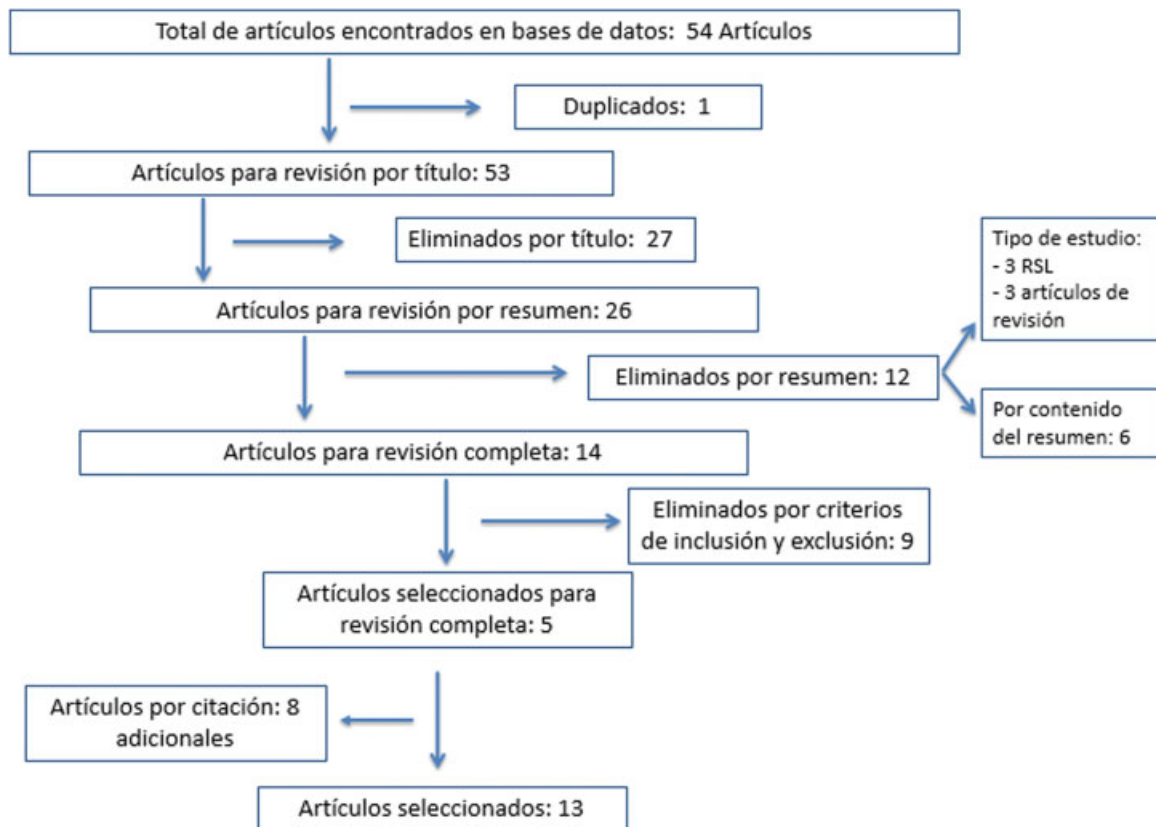 Total de artículos encontrados en bases de datos: 54 Artículos
Duplicados: 1
Artículos para revisión por título: 53
Eliminados por título: 27
Artículos para revisión por resumen: 26
Eliminados por resumen: 12
Tipo de estudio:
- 3 RSL
- 3 artículos de
revisión
Por contenido
del resumen: 6
Artículos para revisión completa: 14
Eliminados por criterios
de inclusión y exclusión: 9
Artículos seleccionados para
revisión completa: 5
Artículos por citación: 8
adicionales
Artículos seleccionados: 13